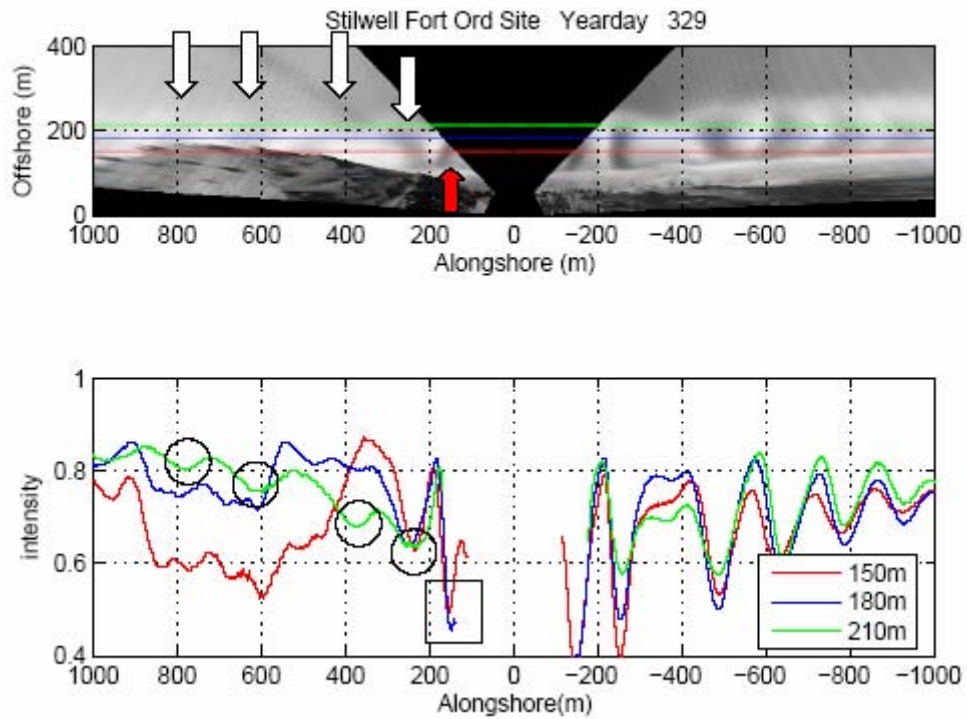 Stilwell Fort Ord Site   Yearday   329
400
200
0
Offshore (m)
1000 800 600 400 200 0 −200 −400 −600 −800 −1000
Alongshore (m)
1
0.8
0.6
0.4
intensity
150m
180m
210m
1000 800 600 400 200 0 −200 −400 −600 −800 −1000
Alongshore(m)